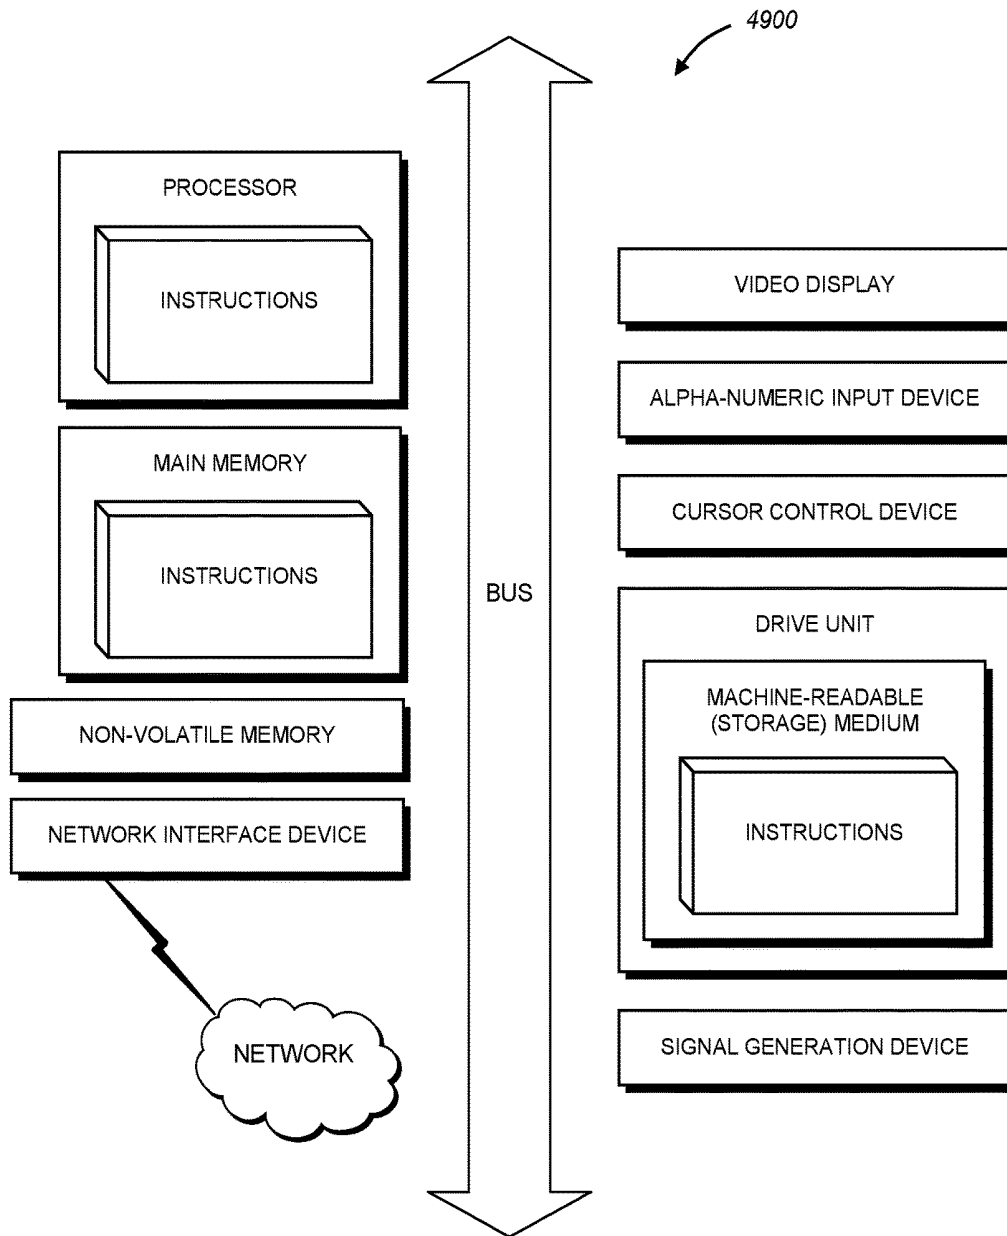 4900
PROCESSOR
INSTRUCTIONS
MAIN MEMORY
INSTRUCTIONS
NON-VOLATILE MEMORY
NETWORK INTERFACE DEVICE
NETWORK
BUS
VIDEO DISPLAY
ALPHA-NUMERIC INPUT DEVICE
CURSOR CONTROL DEVICE
DRIVE UNIT
MACHINE-READABLE
(STORAGE) MEDIUM
INSTRUCTIONS
SIGNAL GENERATION DEVICE